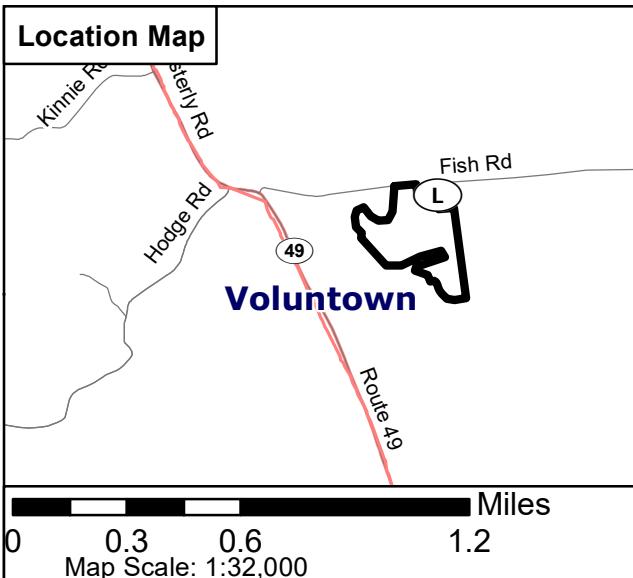 Location Map
Kinnie Rd
sterly Rd
Fish Rd
L
Hodge Rd
49
Voluntown
Route 49
Miles
0 0.3 0.6 1.2
Map Scale: 1:32,000